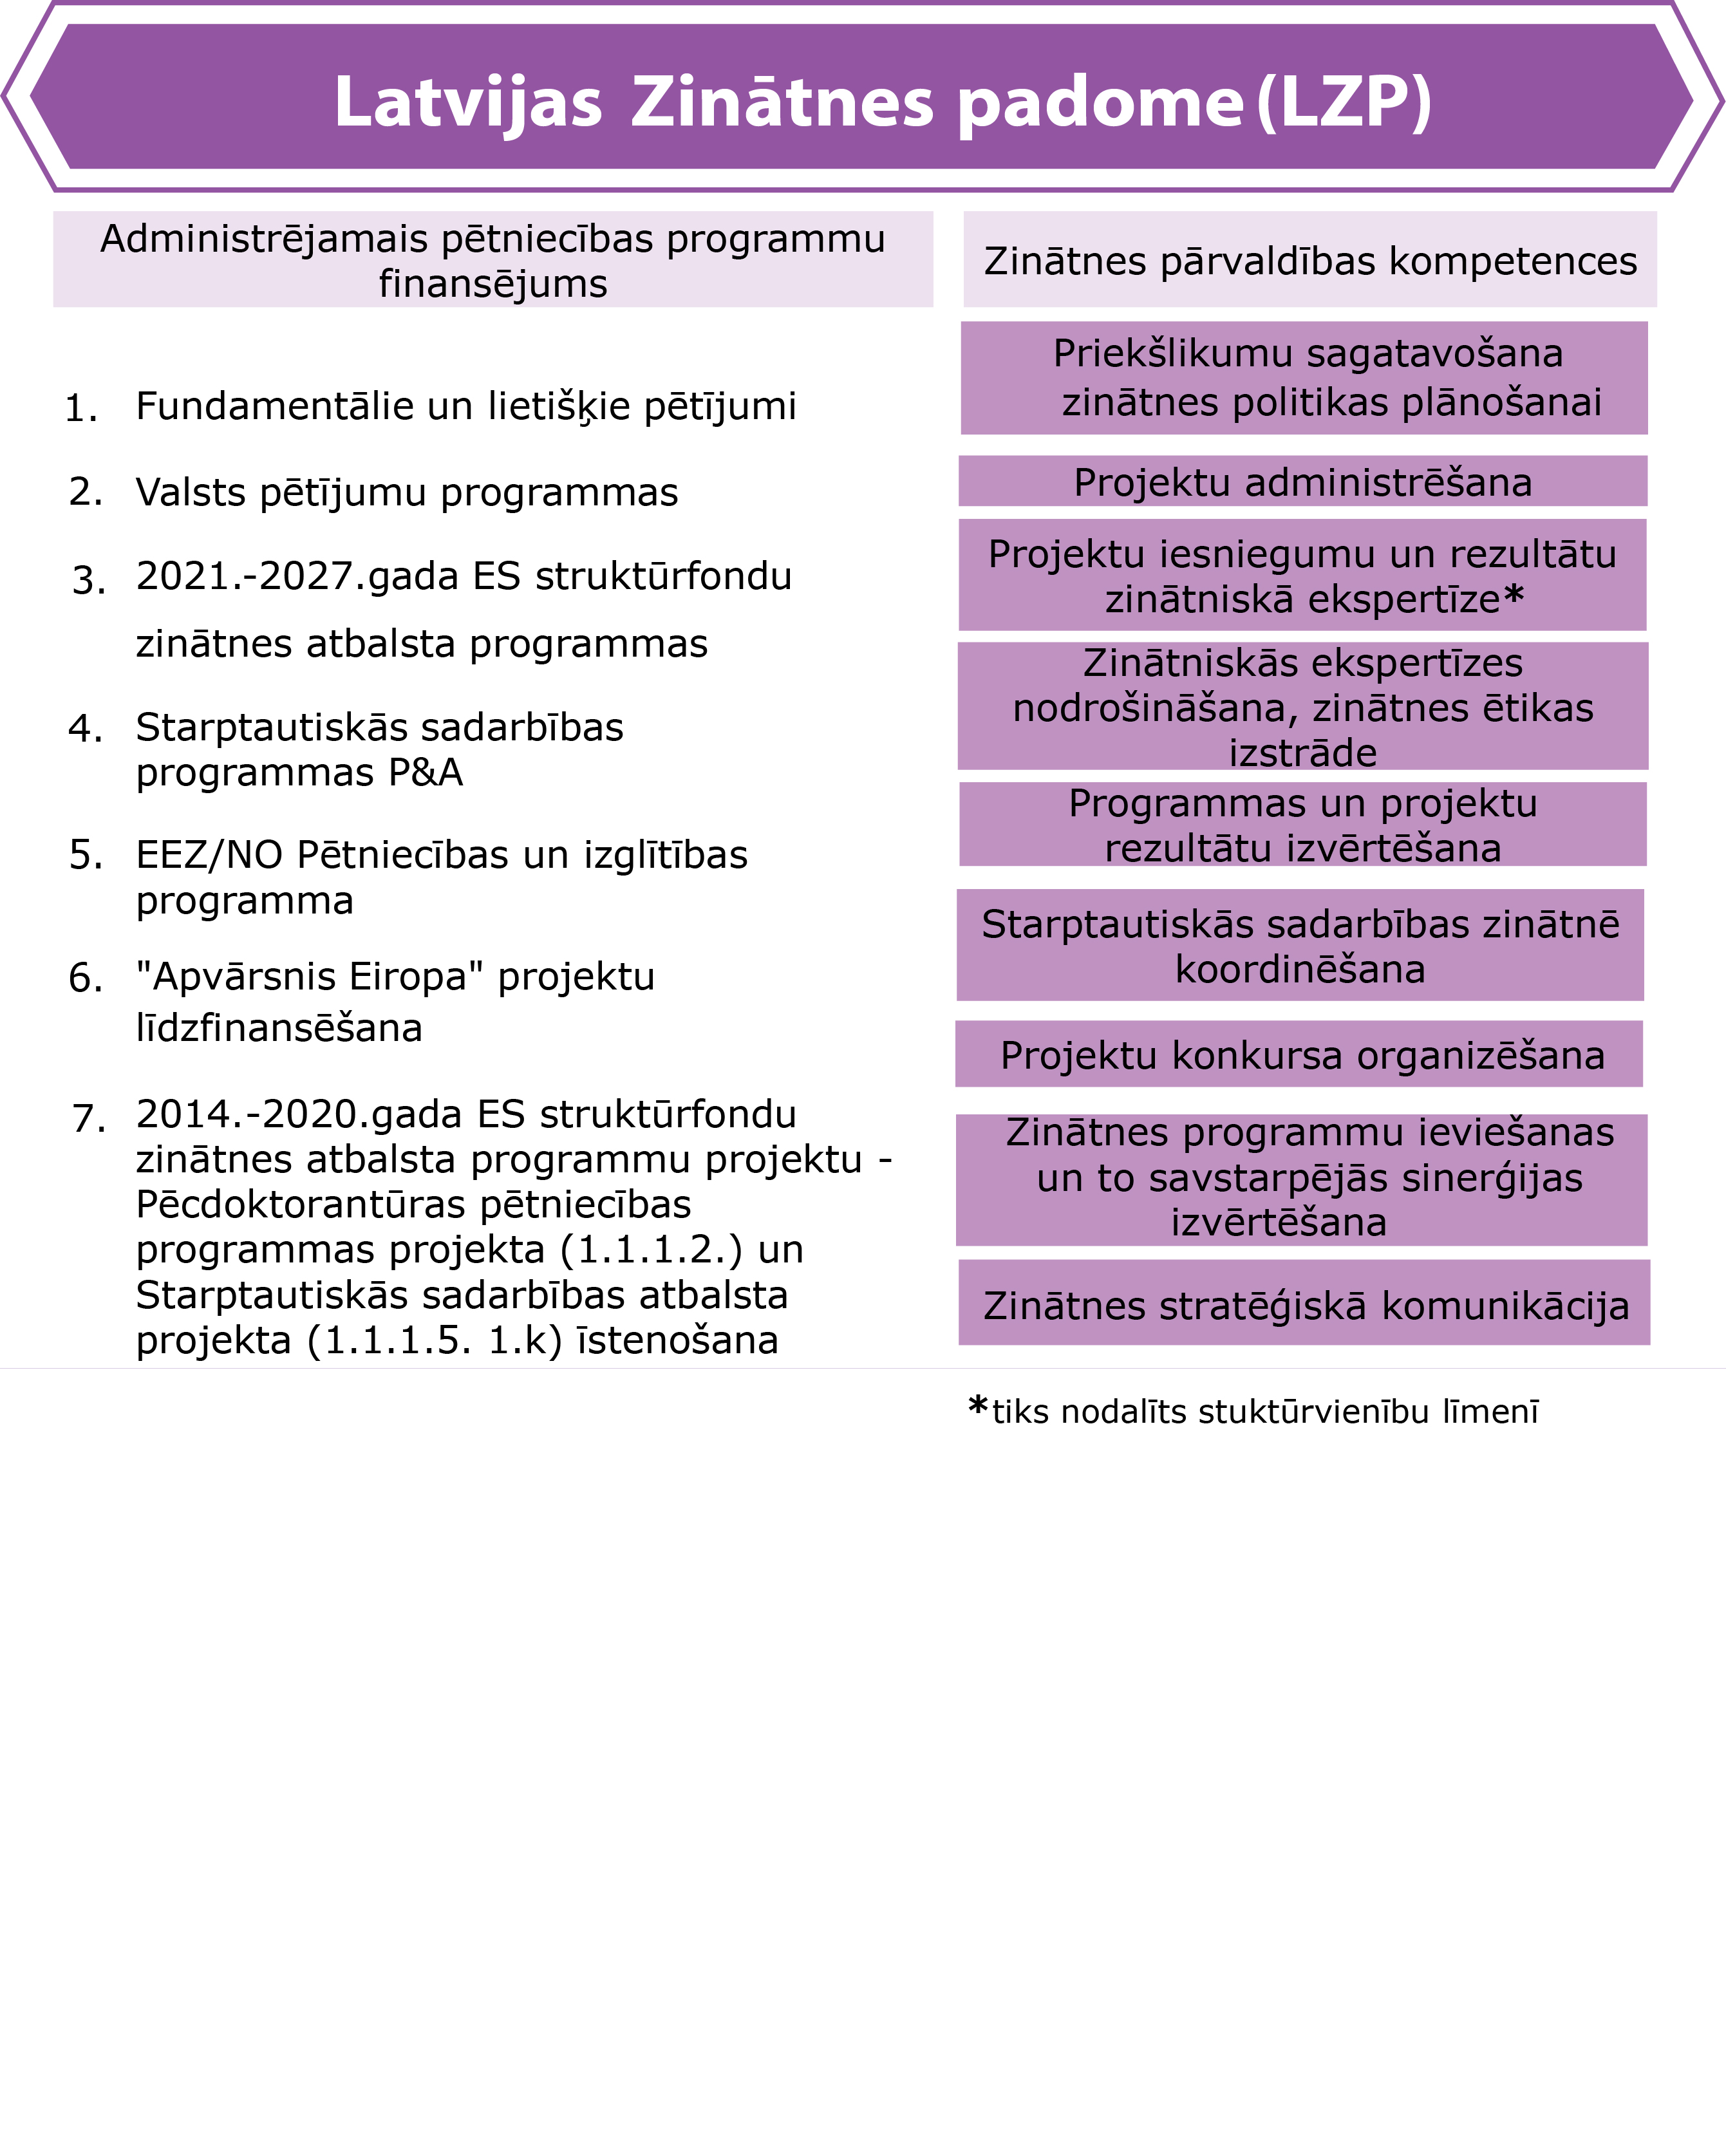 Latvijas Zinātnes padome (LZP)
Administrējamais pētniecības programmu
finansējums
1. Fundamentālie un lietišķie pētījumi
2. Valsts pētījumu programmas
3. 2021.-2027.gada ES struktūrfondu
zinātnes atbalsta programmas
4. Starptautiskās sadarbības
programmas P&A
5. EEZ/NO Pētniecības un izglītības
programma
6. "Apvārsnis Eiropa" projektu
līdzfinansēšana
7. 2014.-2020.gada ES struktūrfondu
zinātnes atbalsta programmu projektu -
Pēcdoktorantūras pētniecības
programmas projekta (1.1.1.2.) un
Starptautiskās sadarbības atbalsta
projekta (1.1.1.5. 1.k) īstenošana
Zinātnes pārvaldības kompetences
Priekšlikumu sagatavošana
zinātnes politikas plānošanai
Projektu administrēšana
Projektu iesniegumu un rezultātu
zinātniskā ekspertīze*
Zinātniskās ekspertīzes
nodrošināšana, zinātnes ētikas
izstrāde
Programmas un projektu
rezultātu izvērtēšana
Starptautiskās sadarbības zinātnē
koordinēšana
Projektu konkursa organizēšana
Zinātnes programmu ieviešanas
un to savstarpējās sinerģijas
izvērtēšana
Zinātnes stratēģiskā komunikācija
*tiks nodalīts stuktūrvienību līmenī